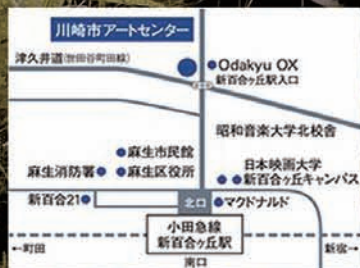 川崎市アートセンター
津久井道(世田谷町田線)
Odakyu OX
新百合ヶ丘駅入口
昭和音楽大学北校舎
麻生市民館
麻生消防署
麻生区役所
日本映画大学
新百合ヶ丘キャンパス
新百合21
北口
マクドナルド
小田急線
新百合ヶ丘駅
←町田
新宿→
南口